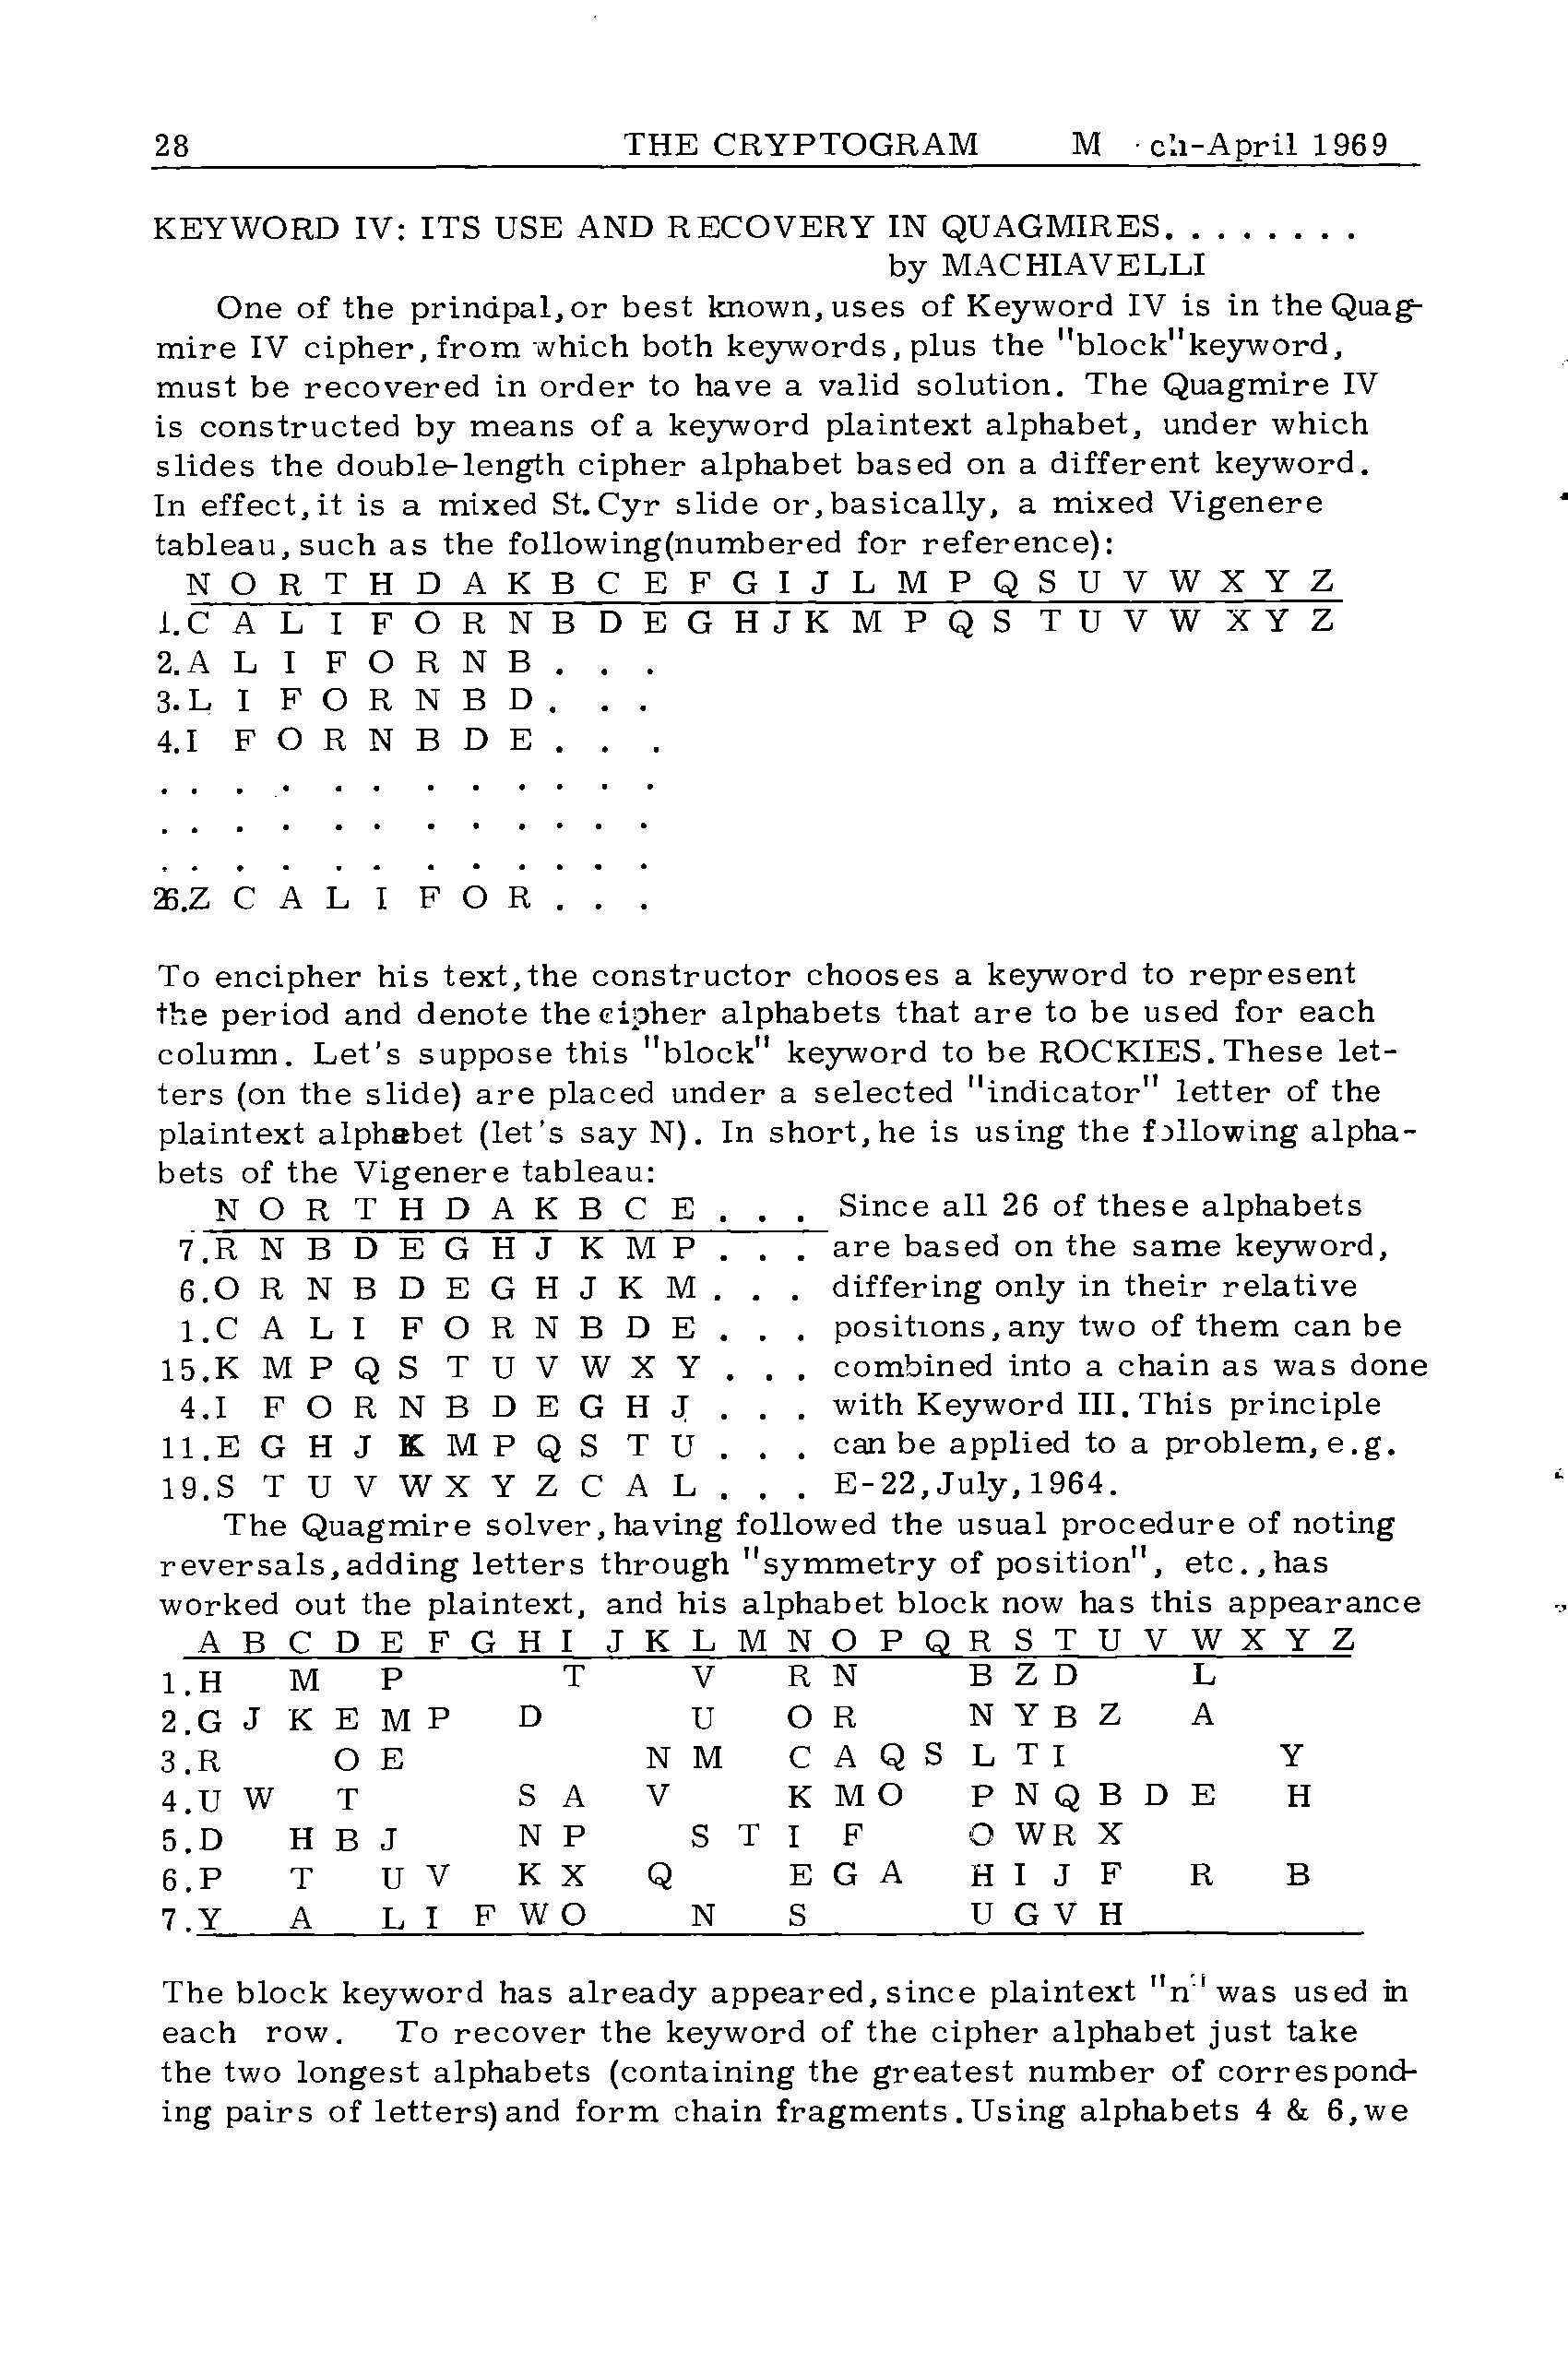 28 THE CRYPTOGRAM M ch-April 1969
KEYWORD IV: ITS USE AND RECOVERY IN QUAGMIRES. . . . . . . .
by MACHIAVELLI
One of the principal,or best known,uses of Keyword IV is in the Quag-
mire IV cipher,from which both keywords,plus the "block"keyword,
must be recovered in order to have a valid solution. The Quagmire IV
is constructed by means of a keyword plaintext alphabet, under which
slides the double-length cipher alphabet based on a different keyword.
In effect,it is a mixed St.Cyr slide or,basically, a mixed Vigenere
tableau,such as the following(numbered for reference):
N O R T H D A K B C E F G I J L M P Q S U V W X Y Z
1.C A L I F O R N B D E G H J K M P Q S T U V W X Y Z
2.A L I F O R N B . . .
3.L I F O R N B D . . .
4.I F O R N B D E . . .
. . . . . . . . . . . .
. . . . . . . . . . . .
. . . . . . . . . . . .
26.Z C A L I F O R . . .
To encipher his text,the constructor chooses a keyword to represent
the period and denote the cipher alphabets that are to be used for each
column. Let's suppose this "block" keyword to be ROCKIES.These let-
ters (on the slide) are placed under a selected "indicator" letter of the
plaintext alphabet (let's say N). In short,he is using the following alpha-
bets of the Vigenere tableau:
N O R T H D A K B C E . . . Since all 26 of these alphabets
7.R N B D E G H J K M P . . . are based on the same keyword,
6.O R N B D E G H J K M . . . differing only in their relative
1.C A L I F O R N B D E . . . positions,any two of them can be
15.K M P Q S T U V W X Y . . . combined into a chain as was done
4.I F O R N B D E G H J . . . with Keyword III.This principle
11.E G H J K M P Q S T U . . . can be applied to a problem,e.g.
19.S T U V W X Y Z C A L . . . E-22,July,1964.
The Quagmire solver,having followed the usual procedure of noting
reversals,adding letters through "symmetry of position", etc.,has
worked out the plaintext, and his alphabet block now has this appearance
A B C D E F G H I J K L M N O P Q R S T U V W X Y Z
1.H M P T V R N B Z D L
2.G J K E M P D U O R N Y B Z A
3.R O E N M C A Q S L T I Y
4.U W T S A V K M O P N Q B D E H
5.D H B J N P S T I F O W R X
6.P T U V K X Q E G A H I J F R B
7.Y A L I F W O N S U G V H
The block keyword has already appeared,since plaintext "n" was used in
each row. To recover the keyword of the cipher alphabet just take
the two longest alphabets (containing the greatest number of correspond-
ing pairs of letters)and form chain fragments.Using alphabets 4 & 6,we